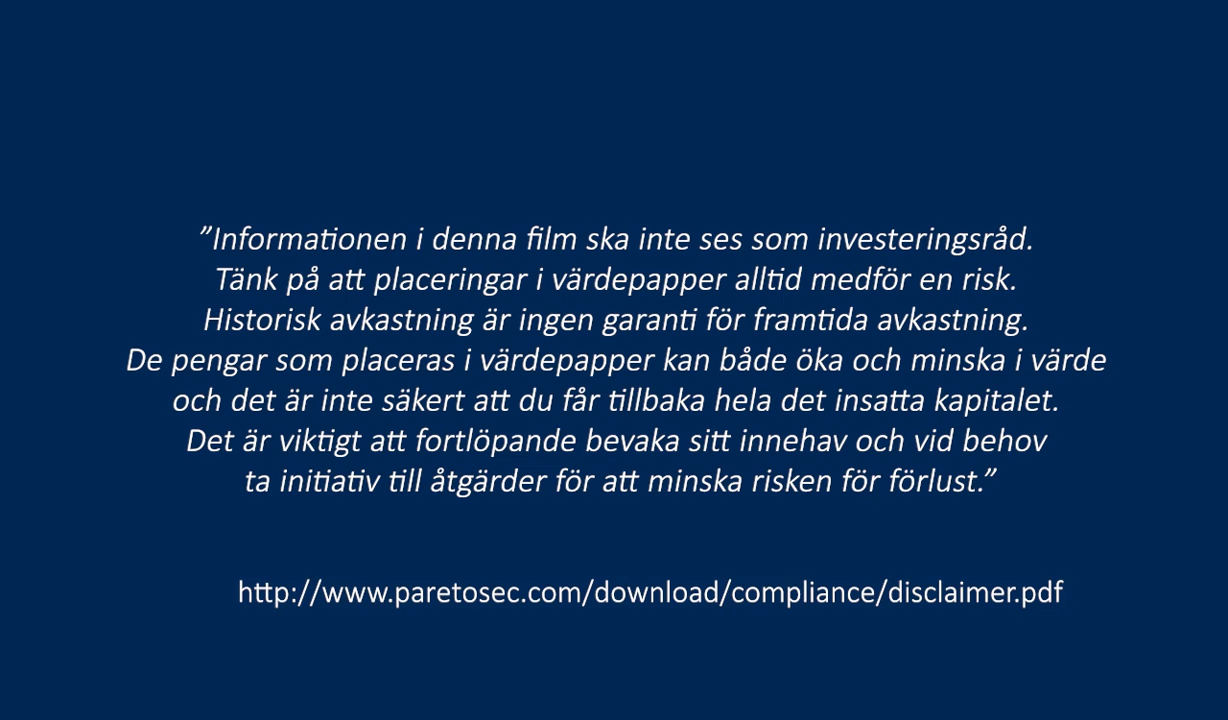 ”Informationen i denna film ska inte ses som investeringsråd.
Tänk på att placeringar i värdepapper alltid medför en risk.
Historisk avkastning är ingen garanti för framtida avkastning.
De pengar som placeras i värdepapper kan både öka och minska i värde
och det är inte säkert att du får tillbaka hela det insatta kapitalet.
Det är viktigt att fortlöpande bevaka sitt innehav och vid behov
ta initiativ till åtgärder för att minska risken för förlust.”
http://www.paretosec.com/download/compliance/disclaimer.pdf